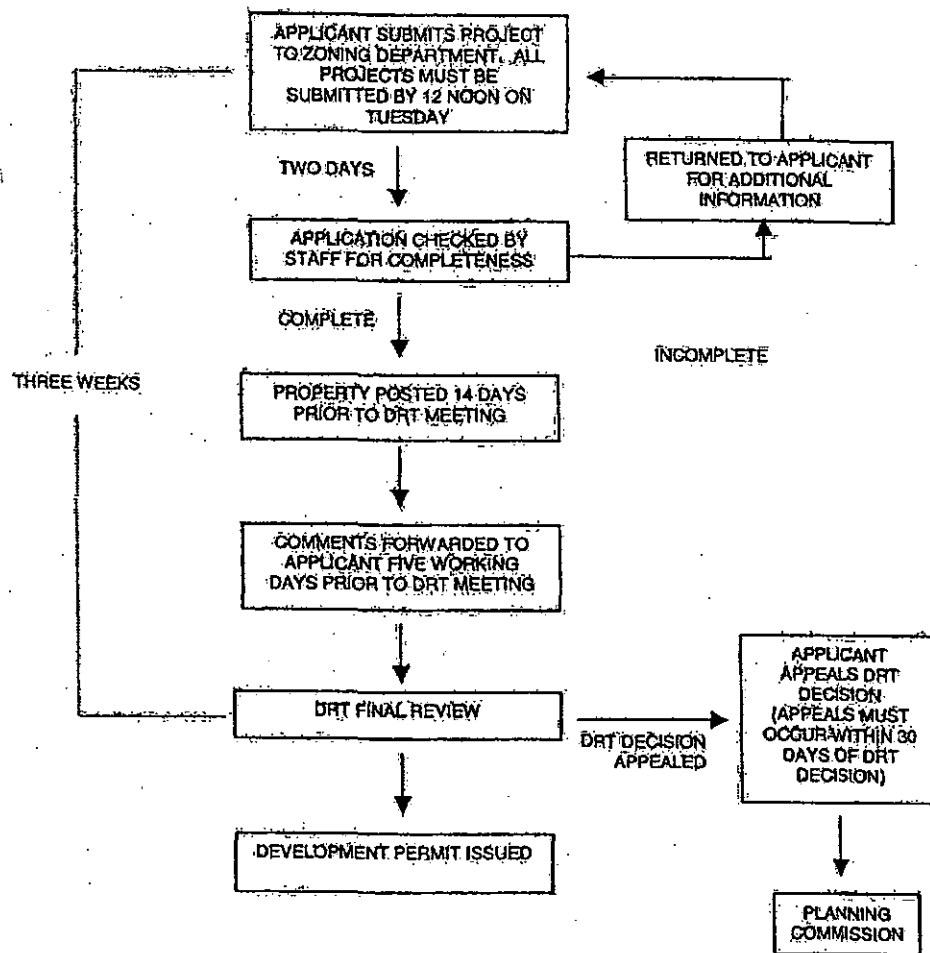 APPLICANT SUBMITS PROJECT
TO ZONING DEPARTMENT. ALL
PROJECTS MUST BE
SUBMITTED BY 12 NOON ON
TUESDAY
TWO DAYS
RETURNED TO APPLICANT
FOR ADDITIONAL
INFORMATION
APPLICATION CHECKED BY
STAFF FOR COMPLETENESS
COMPLETE
INCOMPLETE
THREE WEEKS
PROPERTY POSTED 14 DAYS
PRIOR TO DRT MEETING
COMMENTS FORWARDED TO
APPLICANT FIVE WORKING
DAYS PRIOR TO DRT MEETING
DRT FINAL REVIEW
DRT DECISION
APPEALED
APPLICANT
APPEALS DRT
DECISION
(APPEALS MUST
OCCUR WITHIN 30
DAYS OF DRT
DECISION)
DEVELOPMENT PERMIT ISSUED
PLANNING
COMMISSION